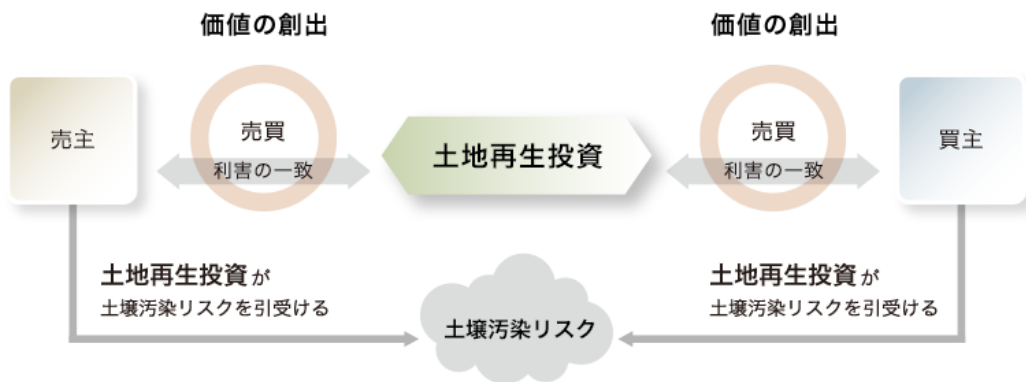 価値の創出
価値の創出
売主
売買
利害の一致
土地再生投資
売買
利害の一致
買主
土地再生投資が
土壌汚染リスクを引受ける
土地再生投資が
土壌汚染リスクを引受ける
土壌汚染リスク